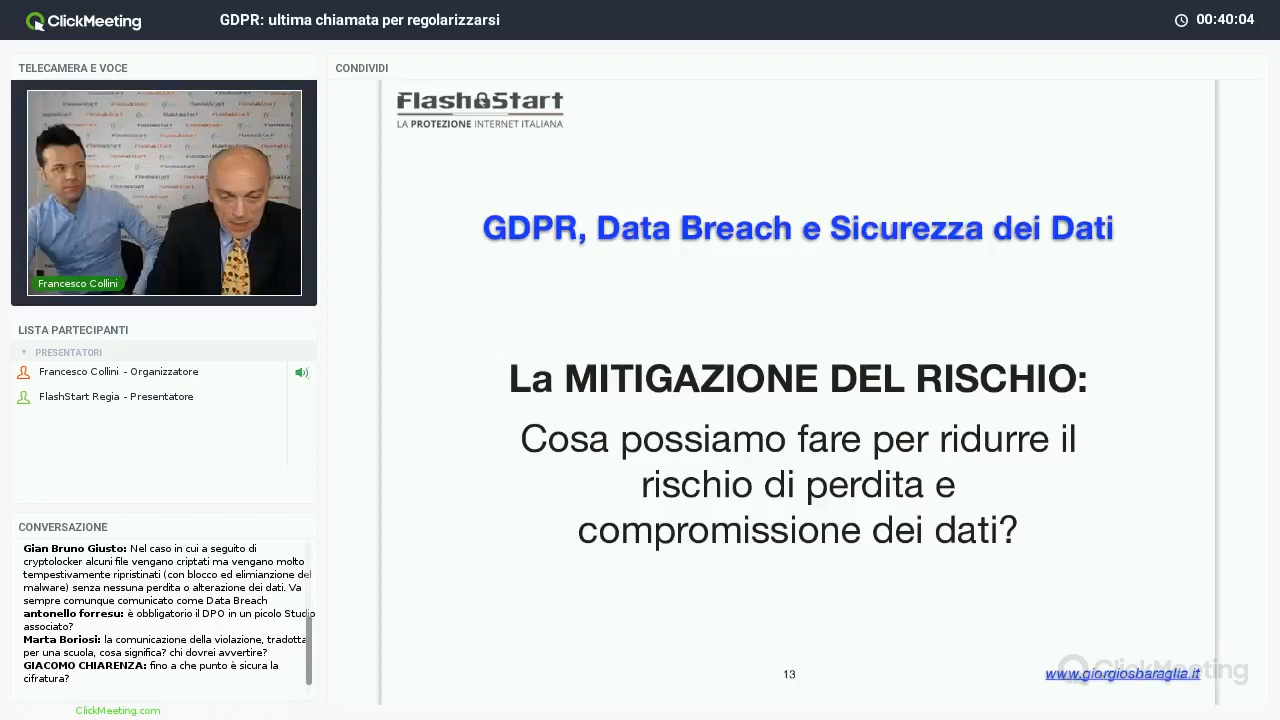 ClickMeeting
GDPR: ultima chiamata per regolarizzarsi
00:40:04
TELECAMERA E VOCE
Francesco Collini
LISTA PARTECIPANTI
PRESENTATORI
Francesco Collini - Organizzatore
FlashStart Regia - Presentatore
CONVERSAZIONE
Gian Bruno Giusto: Nel caso in cui a seguito di
cryptolocker alcuni file vengano criptati ma vengano molto
tempestivamente ripristinati (con blocco ed elimianzione del
malware) senza nessuna perdita o alterazione dei dati. Va
sempre comunque comunicato come Data Breach
antonello forresu: è obbligatorio il DPO in un picolo Studio
associato?
Marta Boriosi: la comunicazione della violazione, tradotta
per una scuola, cosa significa? chi dovrei avvertire?
GIACOMO CHIARENZA: fino a che punto è sicura la
cifratura?
ClickMeeting.com
CONDIVIDI
FlashStart
LA PROTEZIONE INTERNET ITALIANA
GDPR, Data Breach e Sicurezza dei Dati
La MITIGAZIONE DEL RISCHIO:
Cosa possiamo fare per ridurre il
rischio di perdita e
compromissione dei dati?
13
www.giorgiosbaraglia.it
ClickMeeting